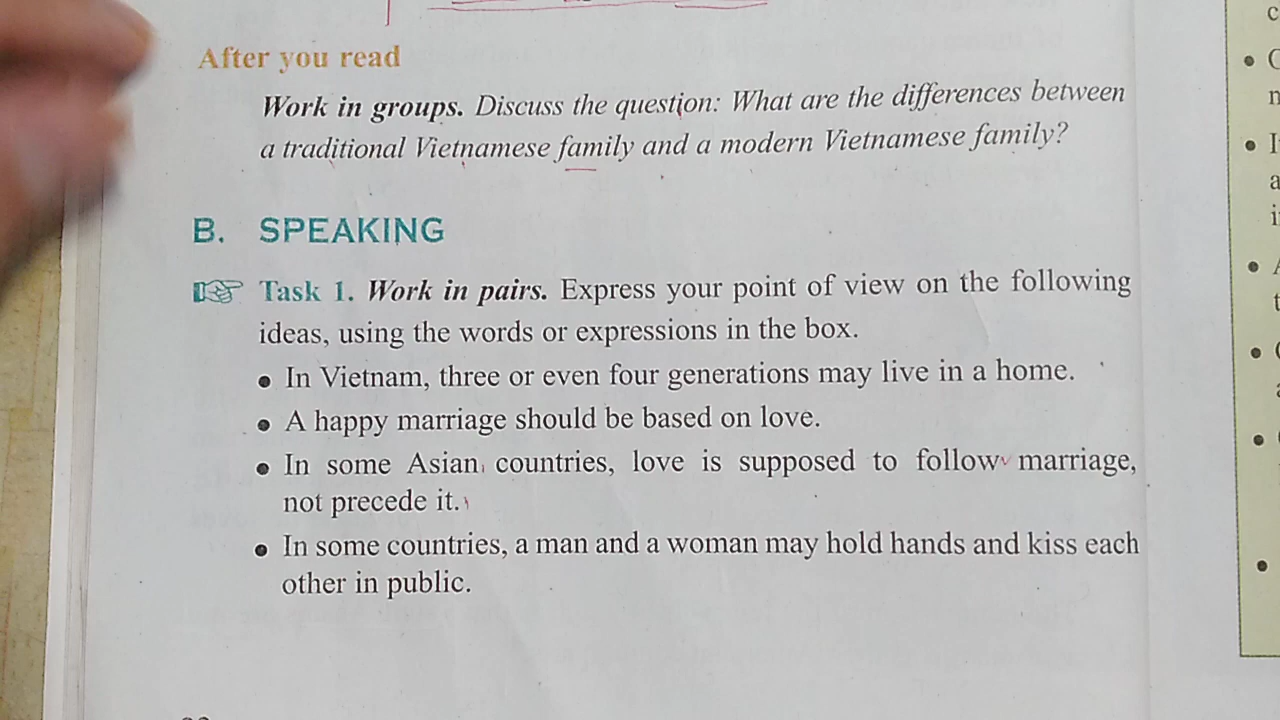 After you read
Work in groups. Discuss the question: What are the differences between
a traditional Vietnamese family and a modern Vietnamese family?
B. SPEAKING
Task 1. Work in pairs. Express your point of view on the following
ideas, using the words or expressions in the box.
• In Vietnam, three or even four generations may live in a home.
• A happy marriage should be based on love.
• In some Asian countries, love is supposed to follow marriage,
not precede it.
• In some countries, a man and a woman may hold hands and kiss each
other in public.